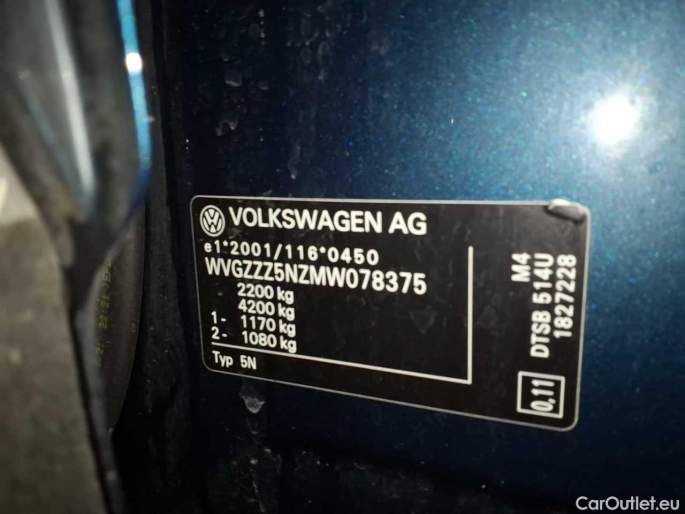 VOLKSWAGEN AG
e1*2001/116*0450
WVGZZZ5NZMW078375
2200 kg
4200 kg
1- 1170 kg
2- 1080 kg
Typ 5N
M4
DTSB 514U
1827228
0,11
CarOutlet.eu